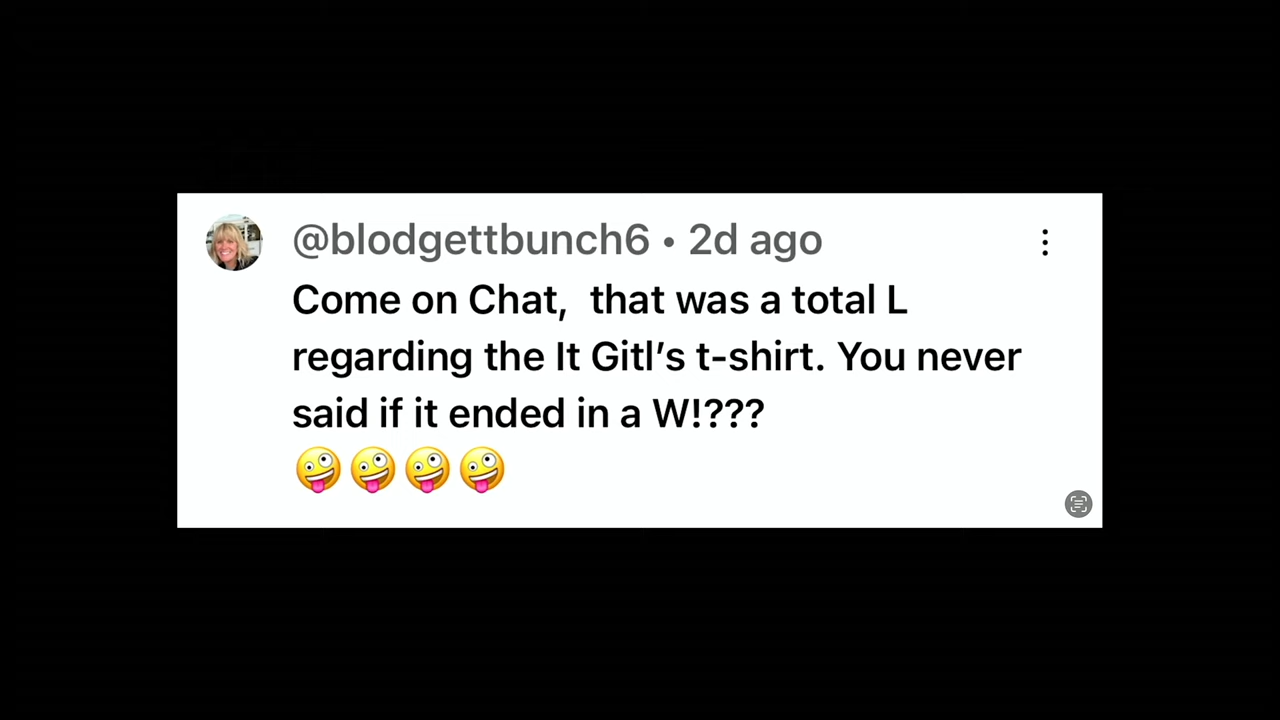 @blodgettbunch6 • 2d ago
Come on Chat,  that was a total L
regarding the It Gitl’s t-shirt. You never
said if it ended in a W!???
🤪🤪🤪🤪